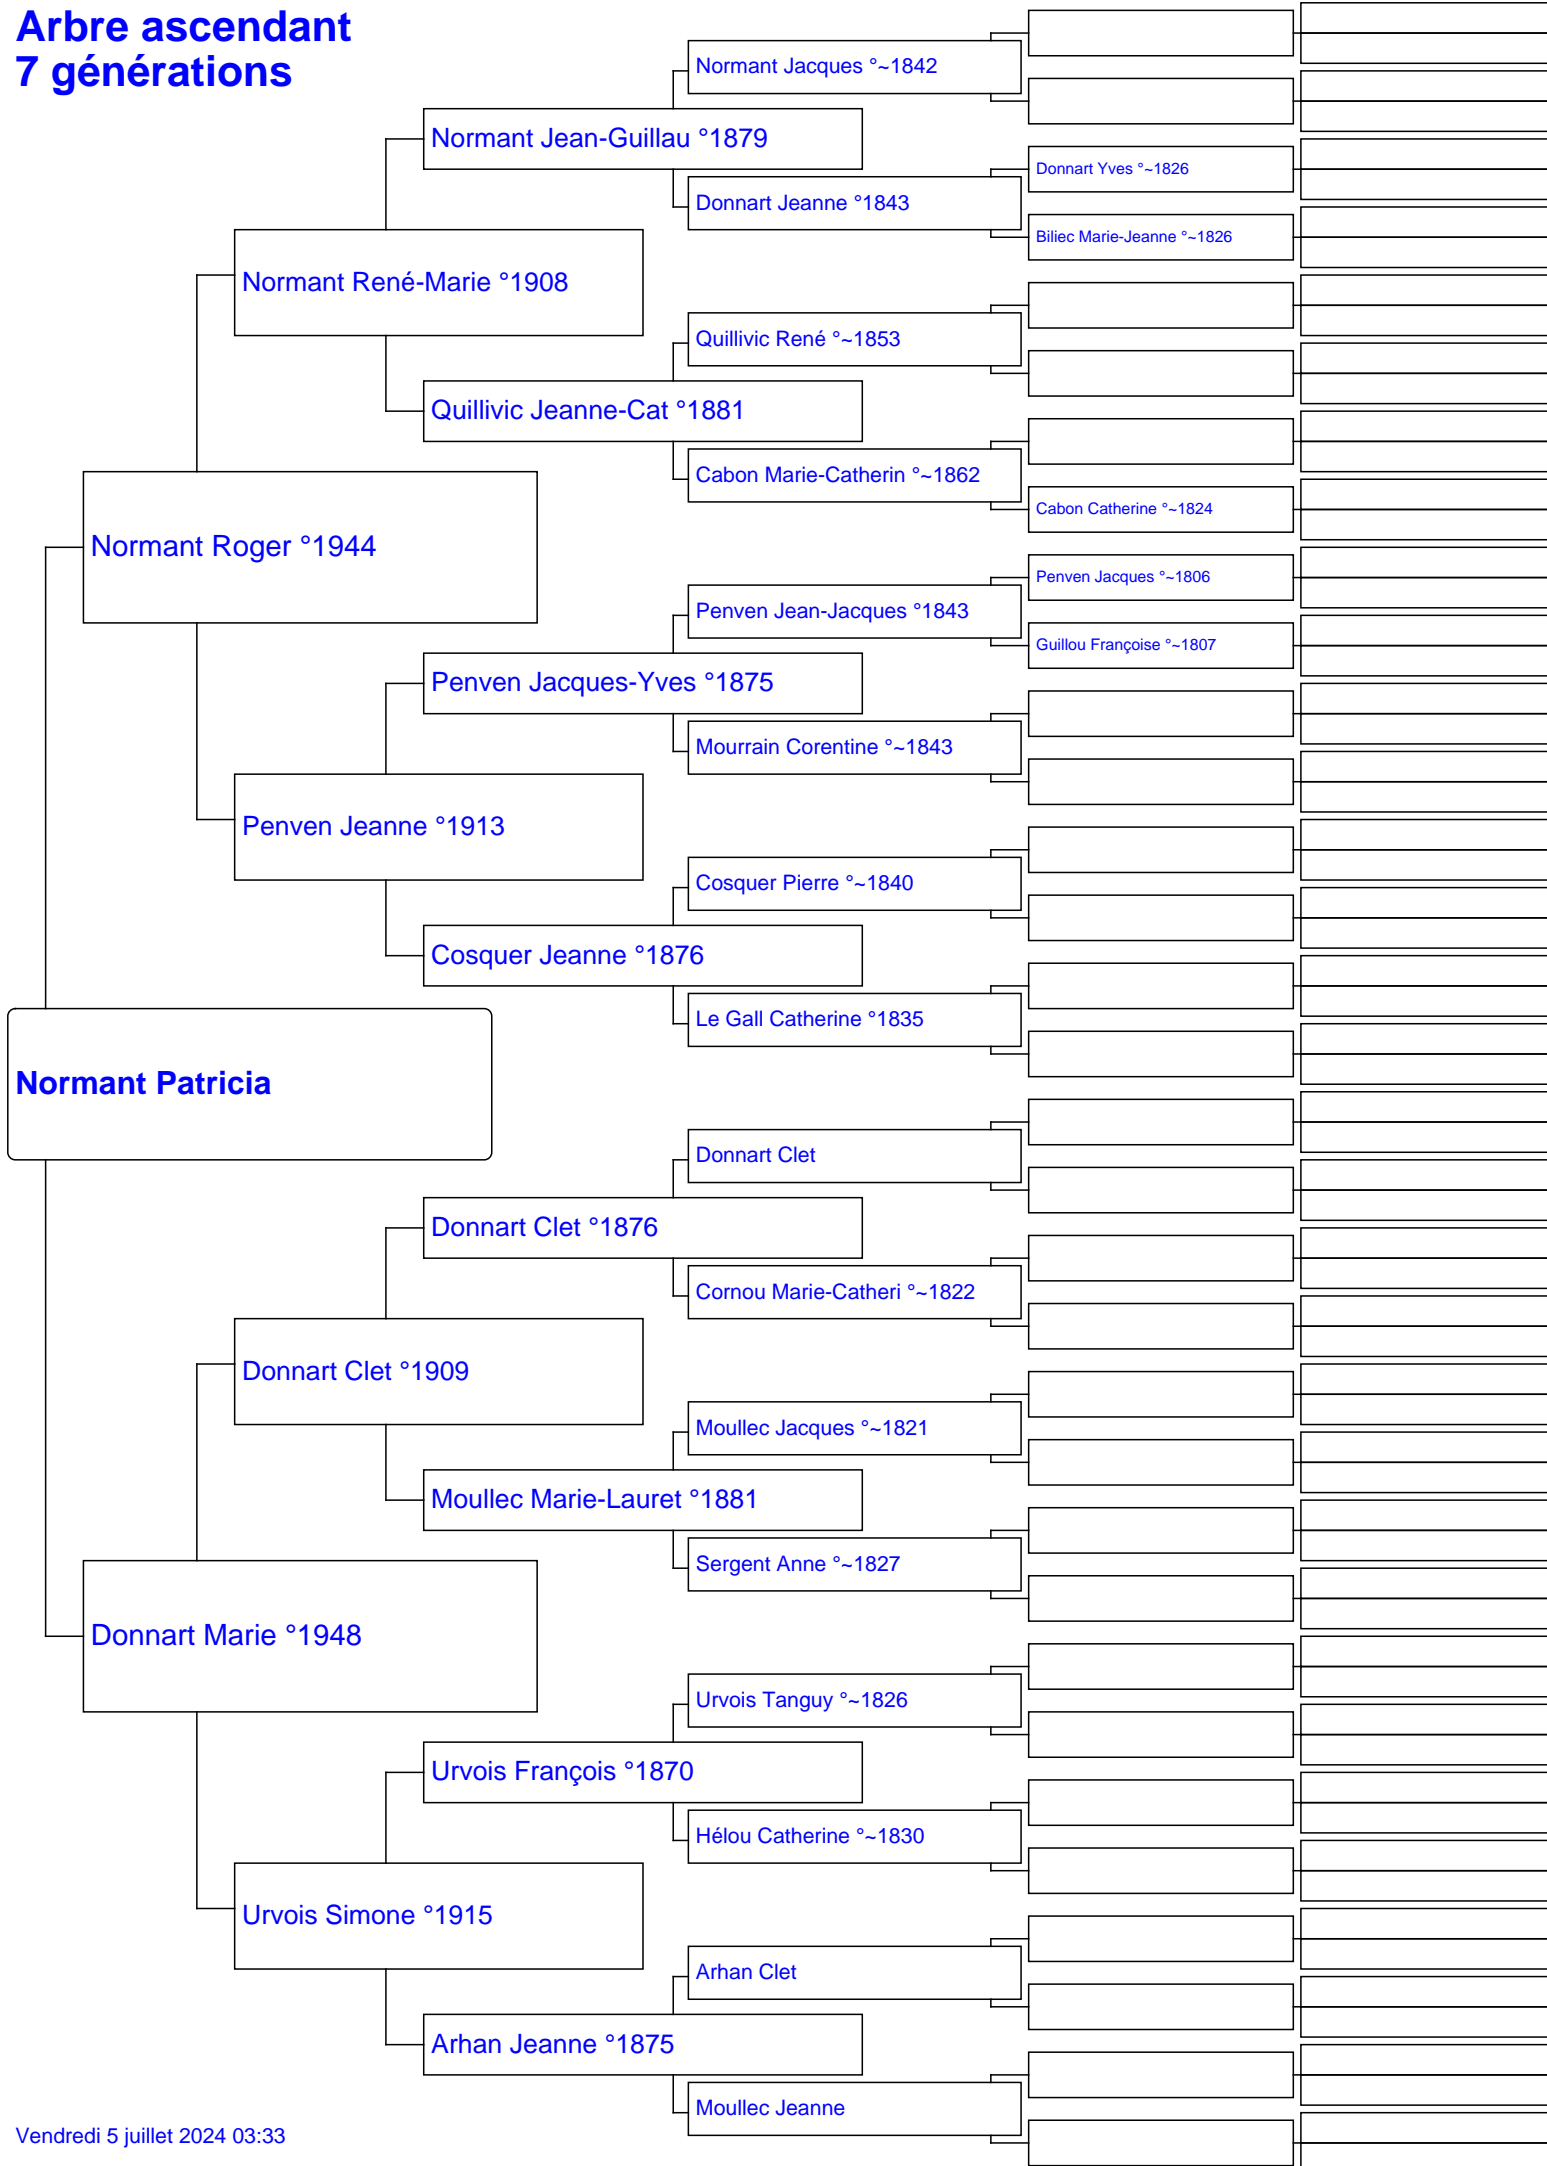 Arbre ascendant
7 générations
Normant Jacques °~1842
Normant Jean-Guillau °1879
Donnart Yves °~1826
Donnart Jeanne °1843
Biliec Marie-Jeanne °~1826
Normant René-Marie °1908
Quillivic René °~1853
Quillivic Jeanne-Cat °1881
Cabon Marie-Catherin °~1862
Cabon Catherine °~1824
Normant Roger °1944
Penven Jacques °~1806
Penven Jean-Jacques °1843
Guillou Françoise °~1807
Penven Jacques-Yves °1875
Mourrain Corentine °~1843
Penven Jeanne °1913
Cosquer Pierre °~1840
Cosquer Jeanne °1876
Le Gall Catherine °1835
Normant Patricia
Donnart Clet
Donnart Clet °1876
Cornou Marie-Catheri °~1822
Donnart Clet °1909
Moullec Jacques °~1821
Moullec Marie-Lauret °1881
Sergent Anne °~1827
Donnart Marie °1948
Urvois Tanguy °~1826
Urvois François °1870
Hélou Catherine °~1830
Urvois Simone °1915
Arhan Clet
Arhan Jeanne °1875
Moullec Jeanne
Vendredi 5 juillet 2024 03:33